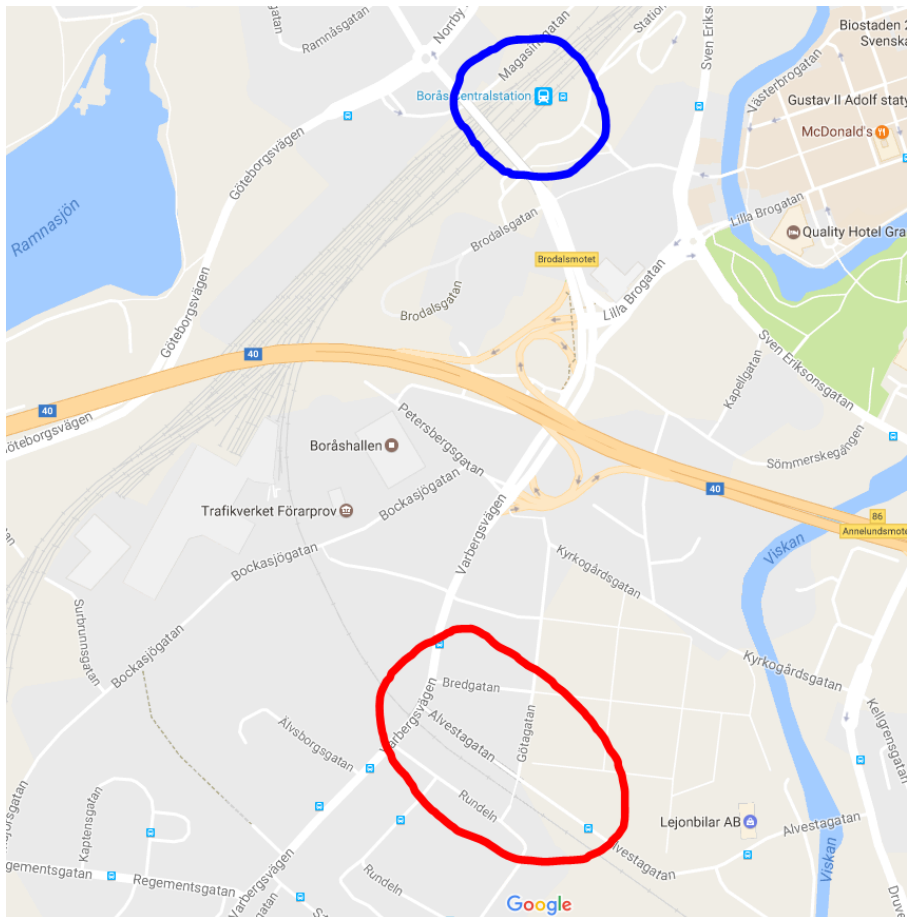 Ramnåsgatan
Norrby
Magasinsgatan
Station
Sven Eriks
Biostaden
Svenska
Västerbrogatan
Borås Centralstation
Gustav II Adolf staty
McDonald's
Göteborgsvägen
Ramnasjön
Lilla Brogatan
Quality Hotel Gra
Brodalsgatan
Brodalsmotet
Brodalsgatan
Lilla Brogatan
Göteborgsvägen
Sven Eriksonsgatan
40
Kapellgatan
40
Göteborgsvägen
Petersbergsgatan
Boråshallen
Sömmerskegången
Bockasjögatan
40
Trafikverket Förarprov
86
Annelundsmote
Varbergsvägen
Viskan
Bockasjögatan
Kyrkogårdsgatan
Surbrunnsgatan
Bockasjögatan
Kyrkogårdsgatan
Bredgatan
Varbergsvägen
Kellgrensgatan
Älvsborgsgatan
Alvestagatan
Götagatan
Rundeln
Lejonbilar AB
Alvestagatan
Kaptensgatan
Alvestagatan
Viskan
Varbergsvägen
Regementsgatan
Rundeln
Google
Druve